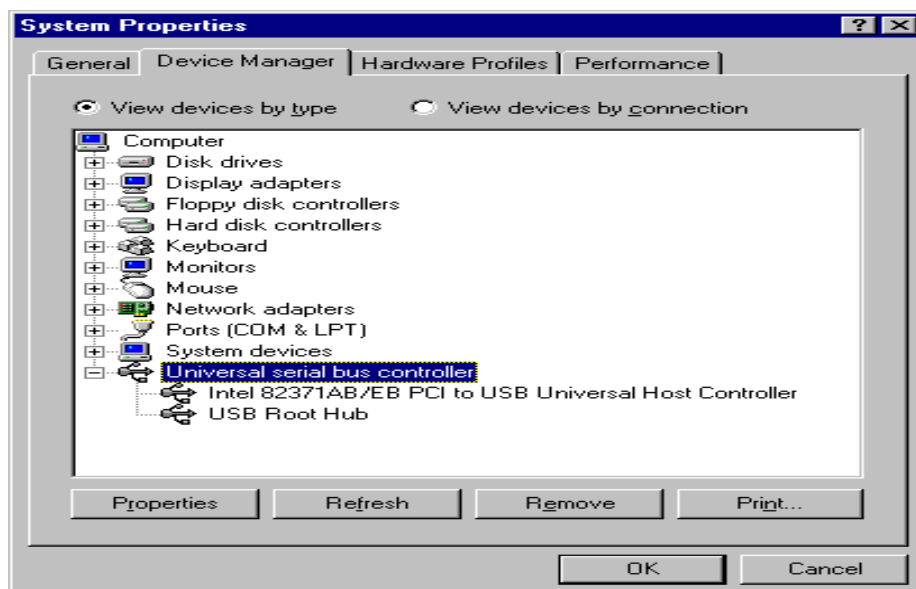 System Properties
General Device Manager Hardware Profiles Performance
View devices by type View devices by connection
Computer
Disk drives
Display adapters
Floppy disk controllers
Hard disk controllers
Keyboard
Monitors
Mouse
Network adapters
Ports (COM & LPT)
System devices
Universal serial bus controller
Intel 82371AB/EB PCI to USB Universal Host Controller
USB Root Hub
Properties Refresh Remove Print...
OK Cancel